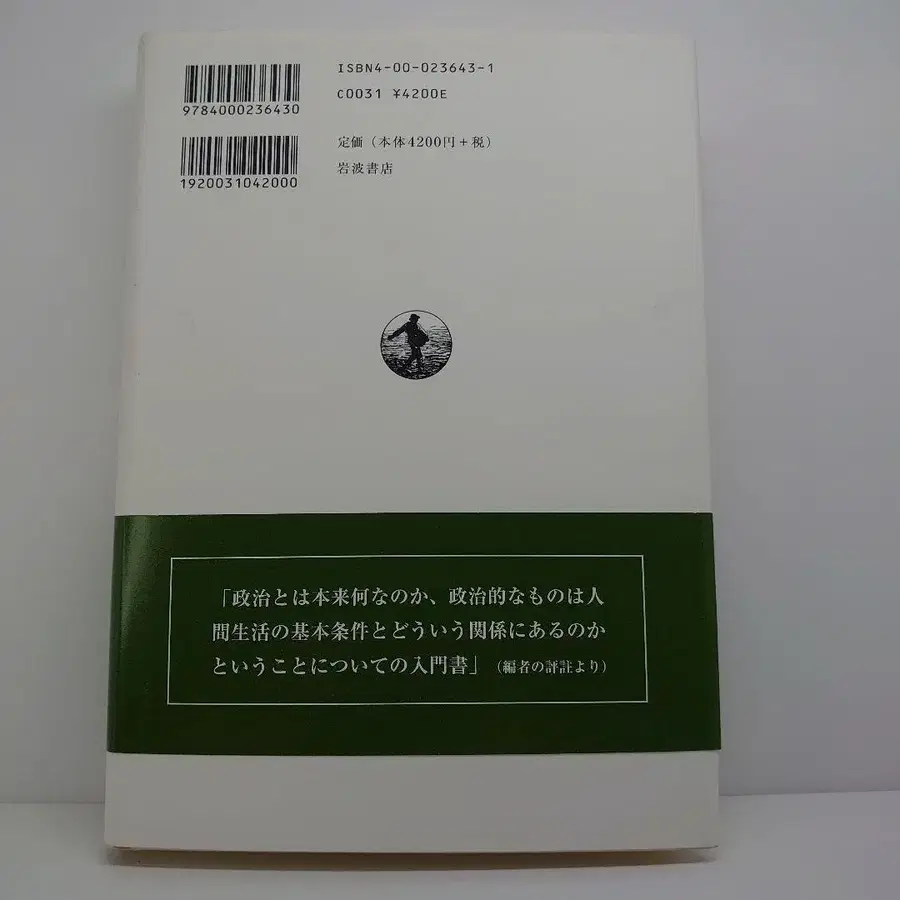 ISBN4-00-023643-1
C0031 ¥4200E
9784000236430
定価（本体4200円＋税）
岩波書店
1920031042000
「政治とは本来何なのか、政治的なものは人
間生活の基本条件とどういう関係にあるのか
ということについての入門書」（編者の評註より）